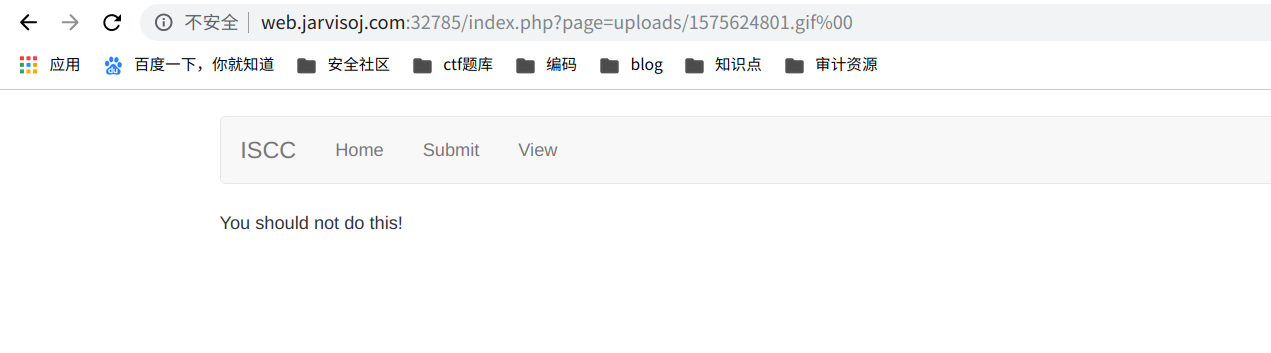 不安全 web.jarvisoj.com:32785/index.php?page=uploads/1575624801.gif%00
应用 百度一下，你就知道 安全社区 ctf题库 编码 blog 知识点 审计资源
ISCC Home Submit View
You should not do this!